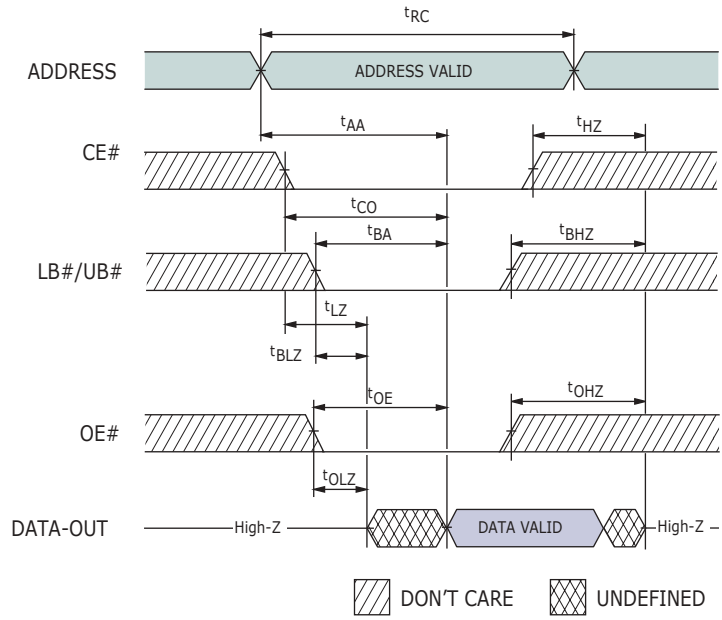 tRC
ADDRESS
ADDRESS VALID
tAA
tHZ
CE#
tCO
tBA
tBHZ
LB#/UB#
tLZ
tBLZ
tOE
tOHZ
OE#
tOLZ
DATA-OUT
High-Z
DATA VALID
High-Z
DON'T CARE
UNDEFINED